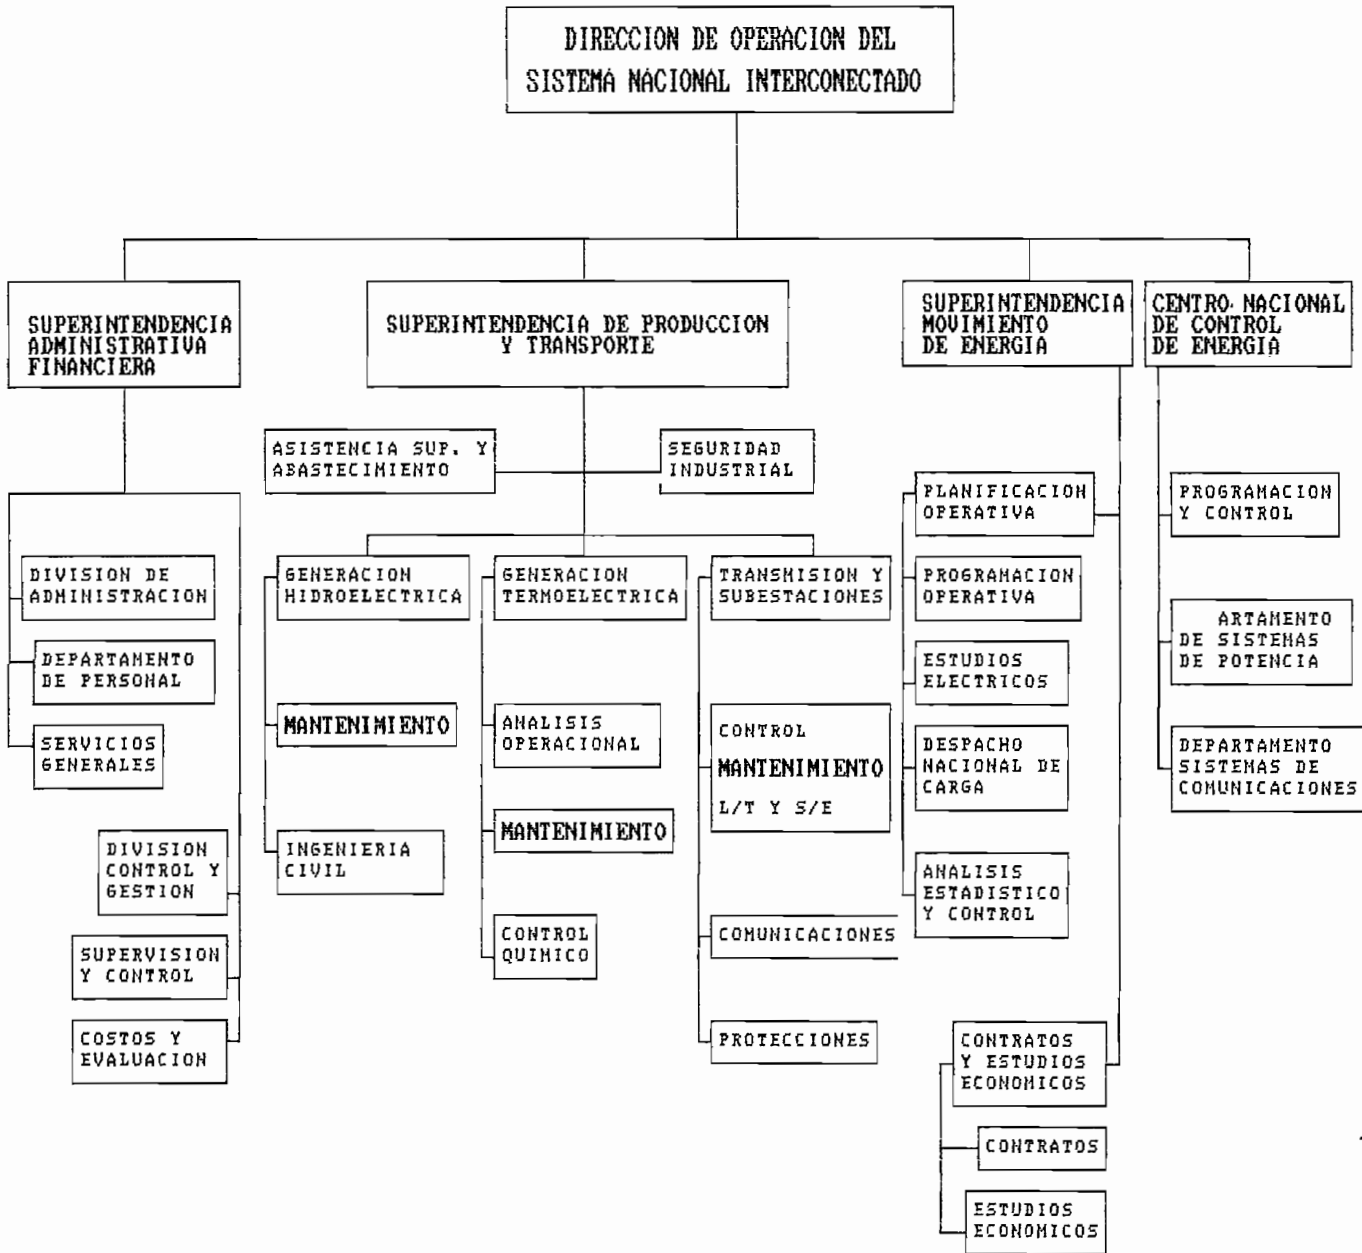 DIRECCION DE OPERACION DEL
SISTEMA NACIONAL INTERCONECTADO
SUPERINTENDENCIA
ADMINISTRATIVA
FINANCIERA
SUPERINTENDENCIA DE PRODUCCION
Y TRANSPORTE
SUPERINTENDENCIA
MOVIMIENTO
DE ENERGIA
CENTRO NACIONAL
DE CONTROL
DE ENERGIA
ASISTENCIA SUP. Y
ABASTECIMIENTO
SEGURIDAD
INDUSTRIAL
DIVISION DE
ADMINISTRACION
DEPARTAMENTO
DE PERSONAL
SERVICIOS
GENERALES
DIVISION
CONTROL Y
GESTION
SUPERVISION
Y CONTROL
COSTOS Y
EVALUACION
GENERACION
HIDROELECTRICA
MANTENIMIENTO
INGENIERIA
CIVIL
GENERACION
TERMOELECTRICA
ANALISIS
OPERACIONAL
MANTENIMIENTO
CONTROL
QUIMICO
TRANSMISION Y
SUBESTACIONES
CONTROL
MANTENIMIENTO
L/T Y S/E
COMUNICACIONES
PROTECCIONES
PLANIFICACION
OPERATIVA
PROGRAMACION
OPERATIVA
ESTUDIOS
ELECTRICOS
DESPACHO
NACIONAL DE
CARGA
ANALISIS
ESTADISTICO
Y CONTROL
CONTRATOS
Y ESTUDIOS
ECONOMICOS
CONTRATOS
ESTUDIOS
ECONOMICOS
PROGRAMACION
Y CONTROL
ARTAMENTO
DE SISTEMAS
DE POTENCIA
DEPARTAMENTO
SISTEMAS DE
COMUNICACIONES